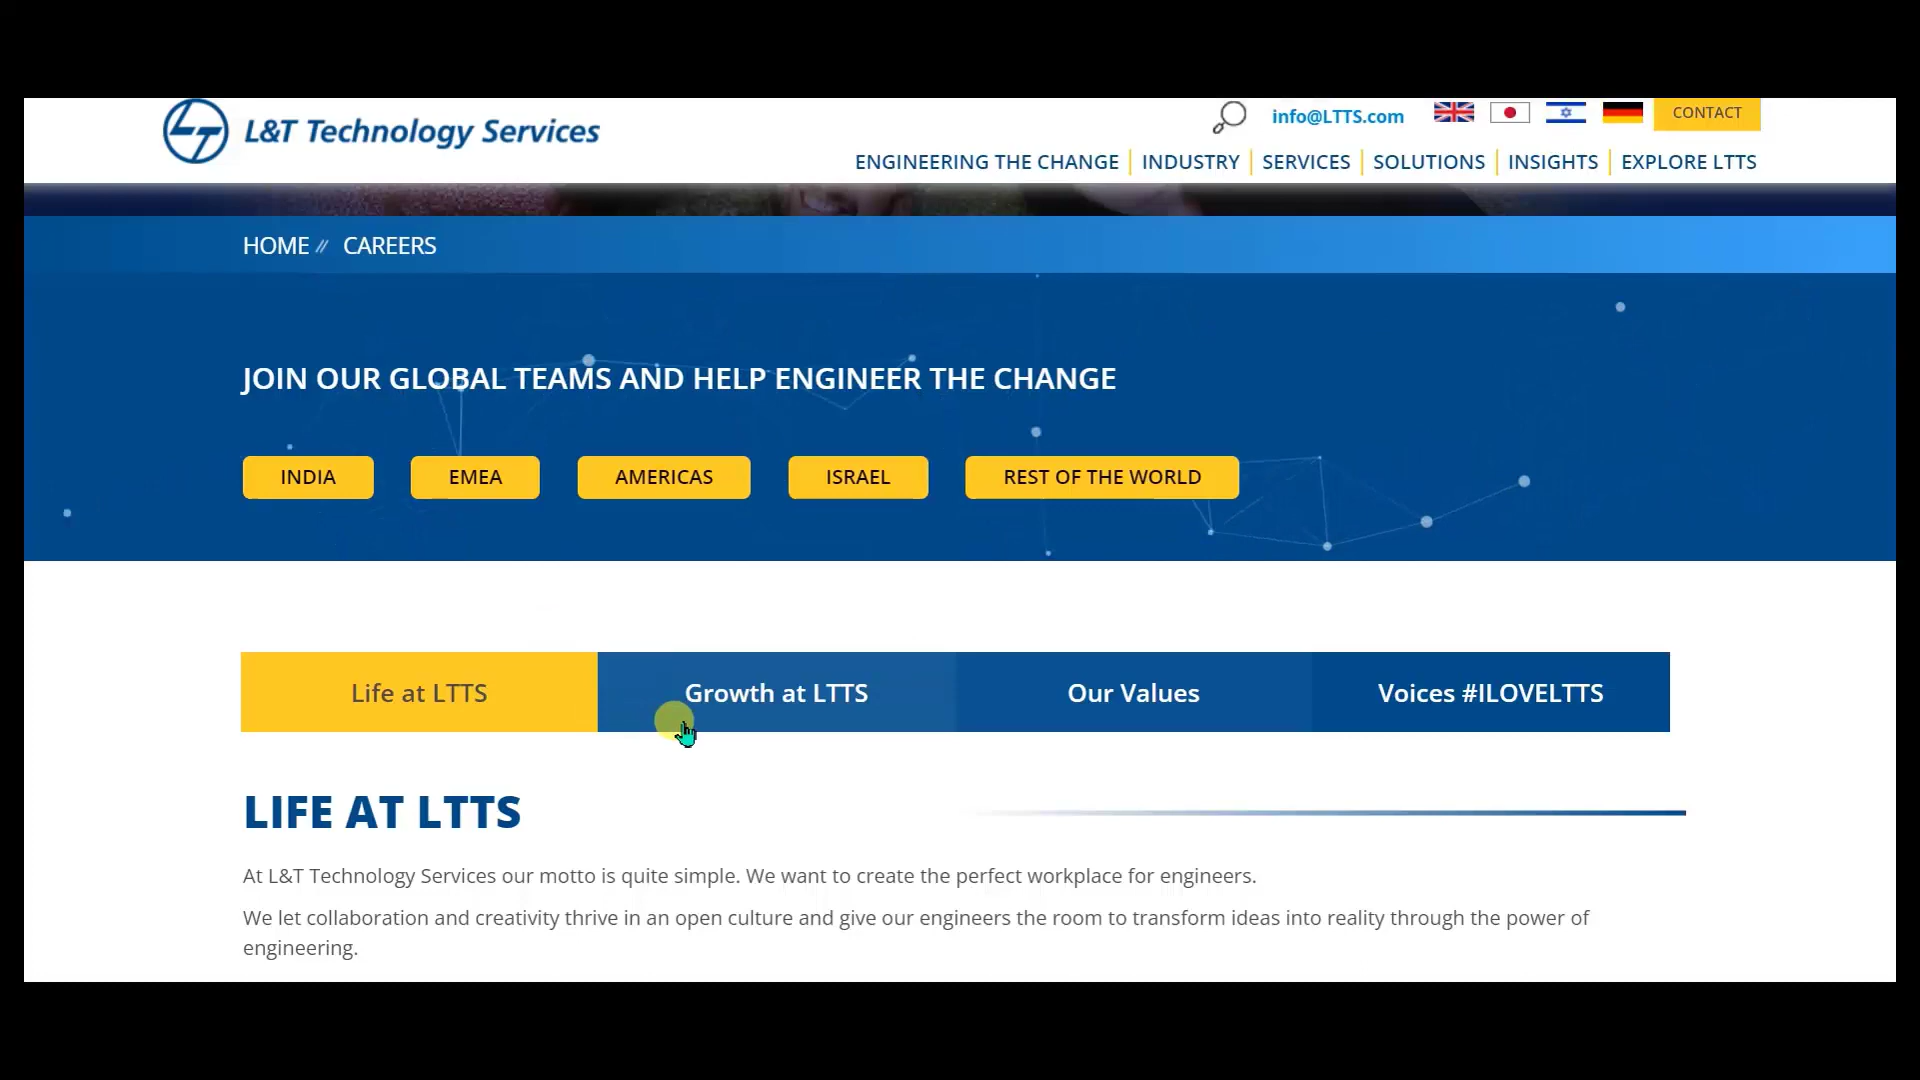 L&T Technology Services
info@LTTS.com
CONTACT
ENGINEERING THE CHANGE
INDUSTRY
SERVICES
SOLUTIONS
INSIGHTS
EXPLORE LTTS
HOME // CAREERS
JOIN OUR GLOBAL TEAMS AND HELP ENGINEER THE CHANGE
INDIA
EMEA
AMERICAS
ISRAEL
REST OF THE WORLD
Life at LTTS
Growth at LTTS
Our Values
Voices #ILOVELTTS
LIFE AT LTTS
At L&T Technology Services our motto is quite simple. We want to create the perfect workplace for engineers.
We let collaboration and creativity thrive in an open culture and give our engineers the room to transform ideas into reality through the power of
engineering.